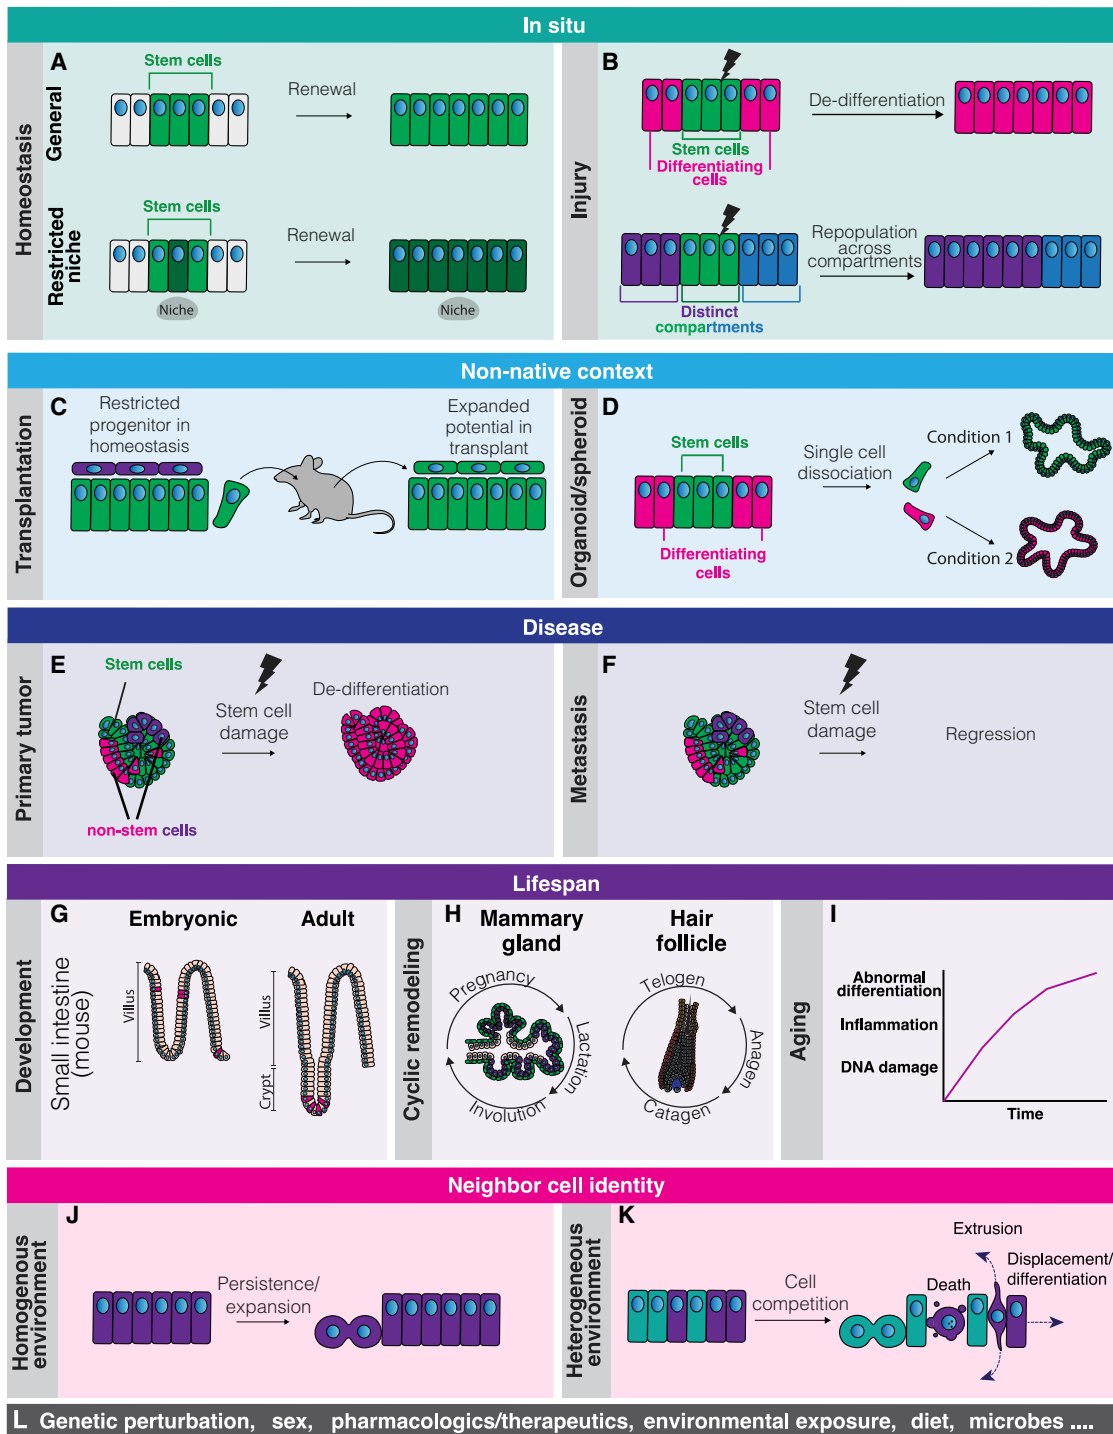 In situ
Homeostasis
General
Restricted
niche
A
Stem cells
Renewal
Stem cells
Renewal
Niche
Niche
Injury
B
De-differentiation
Stem cells
Differentiating
cells
Repopulation
across
compartments
Distinct
compartments
Non-native context
Transplantation
C
Restricted
progenitor in
homeostasis
Expanded
potential in
transplant
Organoid/spheroid
D
Stem cells
Single cell
dissociation
Condition 1
Condition 2
Differentiating
cells
Disease
Primary tumor
E
Stem cells
Stem cell
damage
De-differentiation
non-stem cells
Metastasis
F
Stem cell
damage
Regression
Lifespan
Development
G
Small intestine
(mouse)
Embryonic
Adult
Villus
Villus
Crypt
Cyclic remodeling
H
Mammary
gland
Pregnancy
Lactation
Involution
Hair
follicle
Telogen
Anagen
Catagen
Aging
I
Abnormal
differentiation
Inflammation
DNA damage
Time
Neighbor cell identity
Homogenous
environment
J
Persistence/
expansion
Heterogeneous
environment
K
Cell
competition
Extrusion
Death
Displacement/
differentiation
L Genetic perturbation, sex, pharmacologics/therapeutics, environmental exposure, diet, microbes ....